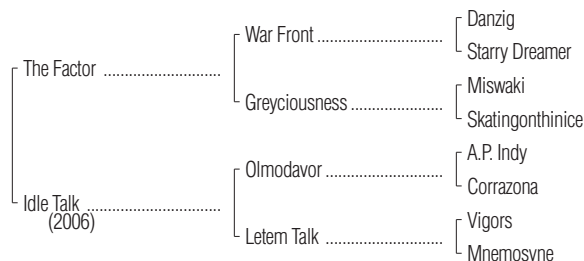 Danzig
War Front
Starry Dreamer
The Factor
Miswaki
Greyciousness
Skatingonthinice
A.P. Indy
Olmodavor
Corrazona
Idle Talk
(2006)
Vigors
Letem Talk
Mnemosyne